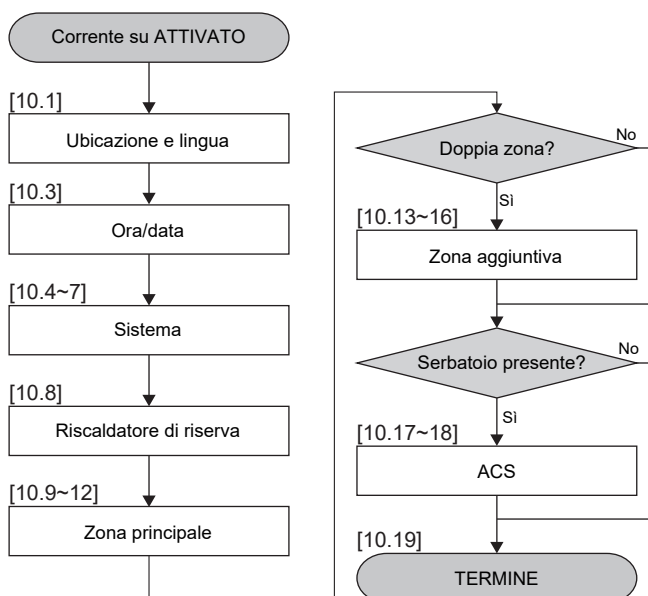 Corrente su ATTIVATO
[10.1]
Ubicazione e lingua
[10.3]
Ora/data
[10.4~7]
Sistema
[10.8]
Riscaldatore di riserva
[10.9~12]
Zona principale
Doppia zona?
No
Sì
[10.13~16]
Zona aggiuntiva
Serbatoio presente?
No
Sì
[10.17~18]
ACS
[10.19]
TERMINE